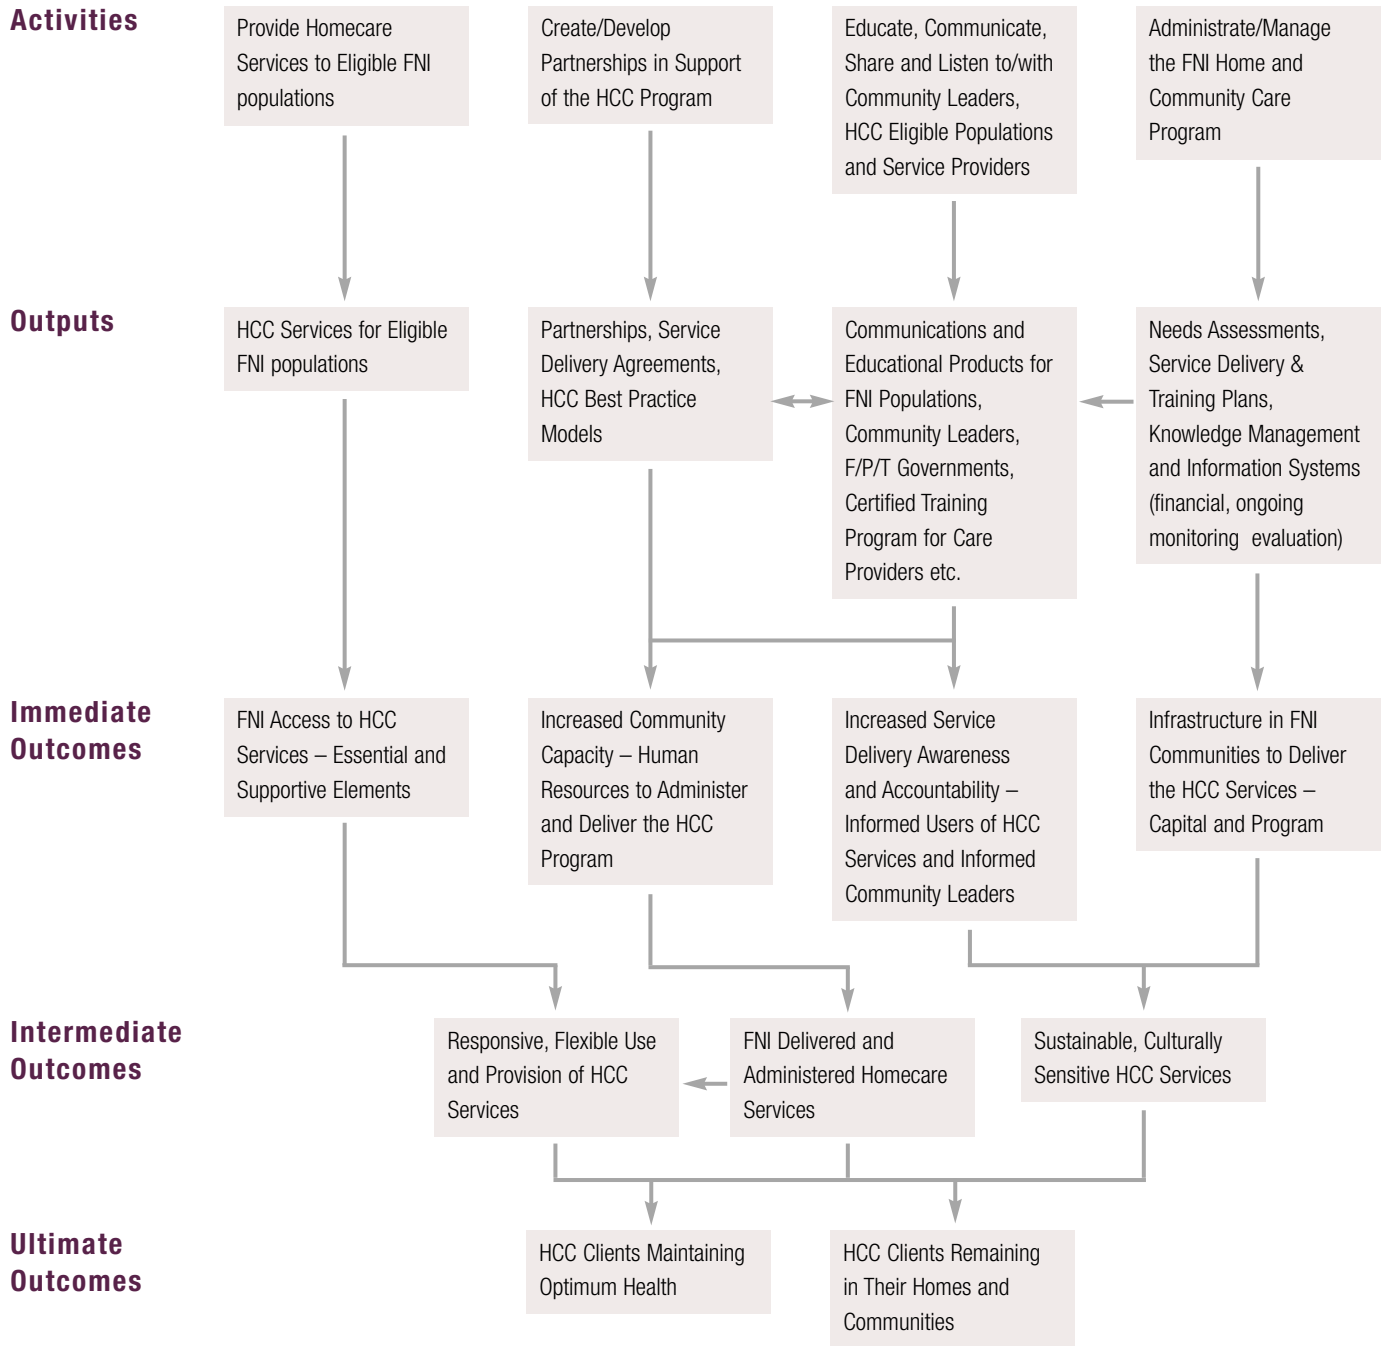 Activities
Provide Homecare
Services to Eligible FNI
populations
Create/Develop
Partnerships in Support
of the HCC Program
Educate, Communicate,
Share and Listen to/with
Community Leaders,
HCC Eligible Populations
and Service Providers
Administrate/Manage
the FNI Home and
Community Care
Program
Outputs
HCC Services for Eligible
FNI populations
Partnerships, Service
Delivery Agreements,
HCC Best Practice
Models
Communications and
Educational Products for
FNI Populations,
Community Leaders,
F/P/T Governments,
Certified Training
Program for Care
Providers etc.
Needs Assessments,
Service Delivery &
Training Plans,
Knowledge Management
and Information Systems
(financial, ongoing
monitoring evaluation)
Immediate
Outcomes
FNI Access to HCC
Services – Essential and
Supportive Elements
Increased Community
Capacity – Human
Resources to Administer
and Deliver the HCC
Program
Increased Service
Delivery Awareness
and Accountability –
Informed Users of HCC
Services and Informed
Community Leaders
Infrastructure in FNI
Communities to Deliver
the HCC Services –
Capital and Program
Intermediate
Outcomes
Responsive, Flexible Use
and Provision of HCC
Services
FNI Delivered and
Administered Homecare
Services
Sustainable, Culturally
Sensitive HCC Services
Ultimate
Outcomes
HCC Clients Maintaining
Optimum Health
HCC Clients Remaining
in Their Homes and
Communities